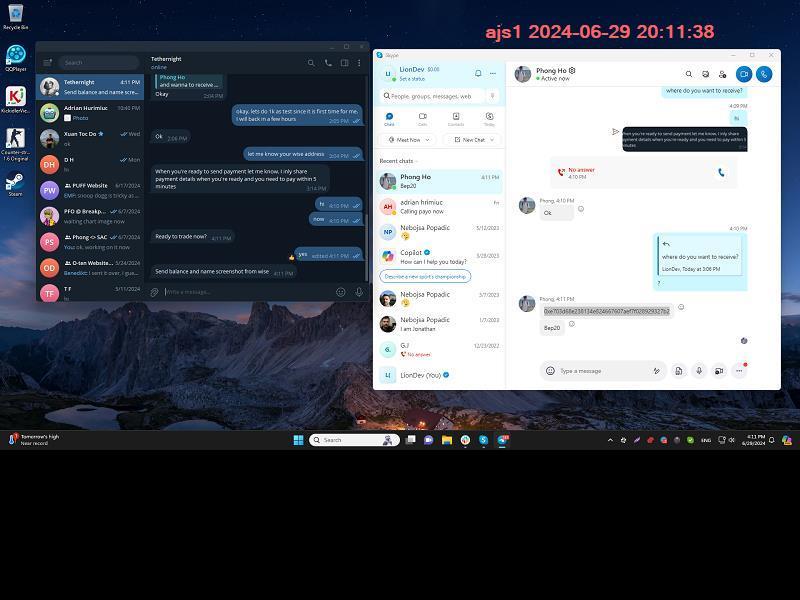 ajs1 2024-06-29 20:11:38
Recycle Bin
QQPlayer
Counter-str...
1.6 Original
Steam
Search
Tethernight
4:11 PM
Send balance and name screenshot from wise
Adrian Hurimiuc
10:40 PM
Photo
Xuan Toc Do
Wed
ok
D H
Mon
hi
PUFF Website
6/17/2024
EMP: snoop dogg is tricky at ...
PFO @ Breakp...
6/7/2024
waiting chart image now
Phong <> SAC
6/7/2024
You: ok, working on it now
O-ten Website...
5/24/2024
Benedikt: I sent it over, I gua...
T F
5/11/2024
hi
Tethernight
online
Phong Ho
and wanna to receive ...
Okay
2:04 PM
okay, lets do 1k as test since it is first time for me.
I will back in a few hours
2:05 PM
Ok
2:06 PM
let me know your wise address
3:04 PM
When you're ready to send payment let me know, I only share
payment details when you're ready and you need to pay within 5
minutes
3:14 PM
hi
4:10 PM
now
4:10 PM
Ready to trade now?
4:11 PM
yes
edited 4:11 PM
Send balance and name screenshot from wise
4:11 PM
Write a message...
Skype
LionDev
$0.00
Set a status
People, groups, messages, web
Chats
Calls
Contacts
Today
Meet Now
New Chat
Recent chats
Phong Ho
4:11 PM
Bep20
adrian hrimiuc
Fri
Calling payo now
Nebojsa Popadic
5/12/2023
Copilot
5/28/2023
How can I help you today?
Describe a new sport's championship
Nebojsa Popadic
5/7/2023
Nebojsa Popadic
1/7/2023
I am Jonathan
G.J
12/23/2022
No answer
LionDev (You)
Phong Ho
Active now
where do you want to receive?
4:09 PM
hi
When you're ready to send payment let me know, I only share
payment details when you're ready and you need to pay within 5
minutes
No answer
4:10 PM
Phong, 4:10 PM
Ok
4:10 PM
where do you want to receive?
LionDev, Today at 3:06 PM
?
Phong, 4:11 PM
Bep20
Type a message
Tomorrow's high
Near record
Search
ENG
4:11 PM
6/29/2024